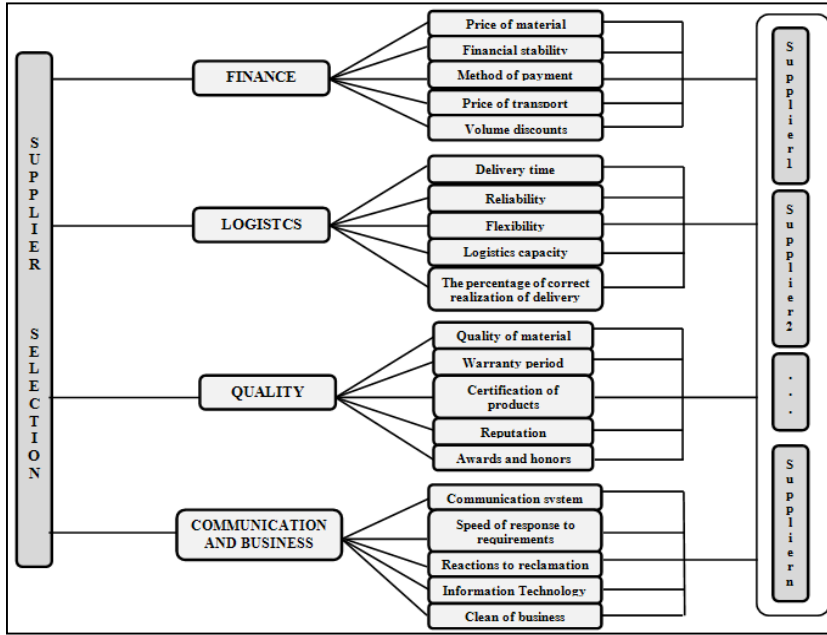 SUPPLIER SELECTION
FINANCE
Price of material
Financial stability
Method of payment
Price of transport
Volume discounts
LOGISTCS
Delivery time
Reliability
Flexibility
Logistics capacity
The percentage of correct
realization of delivery
QUALITY
Quality of material
Warranty period
Certification of
products
Reputation
Awards and honors
COMMUNICATION
AND BUSINESS
Communication system
Speed of response to
requirements
Reactions to reclamation
Information Technology
Clean of business
Supplier1
Supplier2
...
Suppliern